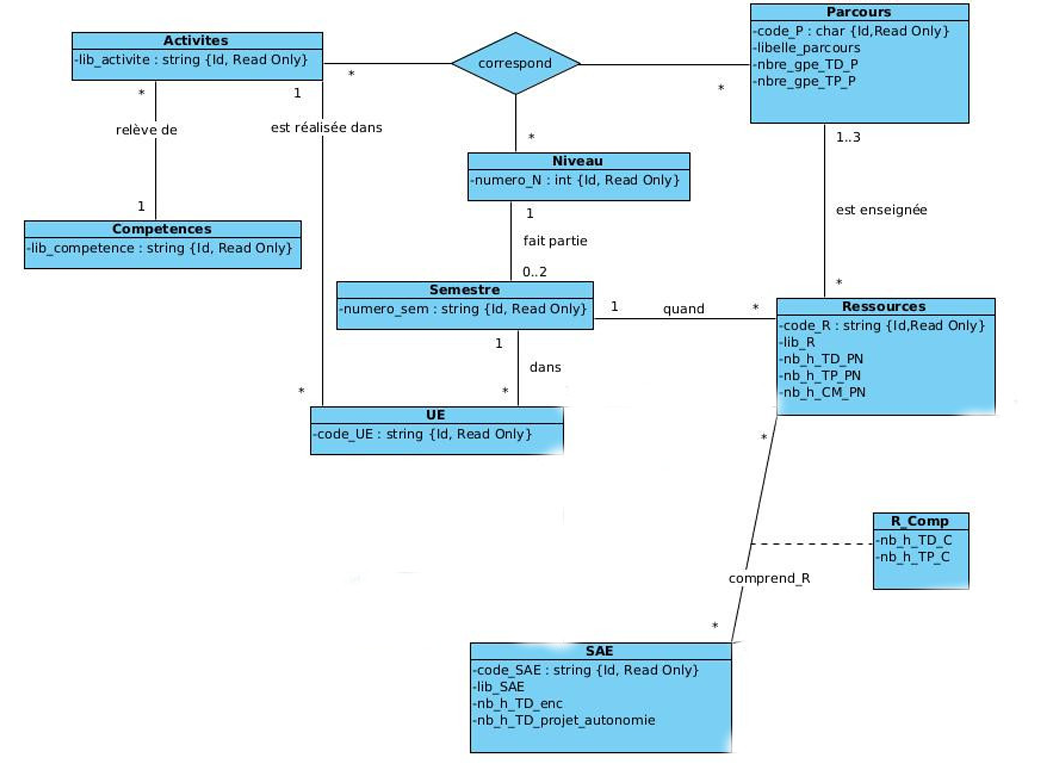 Parcours
-code_P : char {Id,Read Only}
-libelle_parcours
-nbre_gpe_TD_P
-nbre_gpe_TP_P
Activites
-lib_activite : string {Id, Read Only}
correspond
*
*
*
1
relève de
est réalisée dans
*
1..3
Niveau
-numero_N : int {Id, Read Only}
1
1
est enseignée
Competences
-lib_competence : string {Id, Read Only}
fait partie
0..2
*
Semestre
-numero_sem : string {Id, Read Only}
1
quand
*
Ressources
-code_R : string {Id,Read Only}
-lib_R
-nb_h_TD_PN
-nb_h_TP_PN
-nb_h_CM_PN
1
dans
*
*
UE
-code_UE : string {Id, Read Only}
*
R_Comp
-nb_h_TD_C
-nb_h_TP_C
comprend_R
*
SAE
-code_SAE : string {Id, Read Only}
-lib_SAE
-nb_h_TD_enc
-nb_h_TD_projet_autonomie